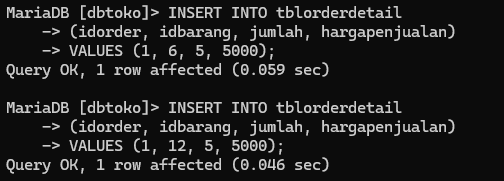 MariaDB [dbtoko]> INSERT INTO tblorderdetail
    -> (idorder, idbarang, jumlah, hargapenjualan)
    -> VALUES (1, 6, 5, 5000);
Query OK, 1 row affected (0.059 sec)

MariaDB [dbtoko]> INSERT INTO tblorderdetail
    -> (idorder, idbarang, jumlah, hargapenjualan)
    -> VALUES (1, 12, 5, 5000);
Query OK, 1 row affected (0.046 sec)